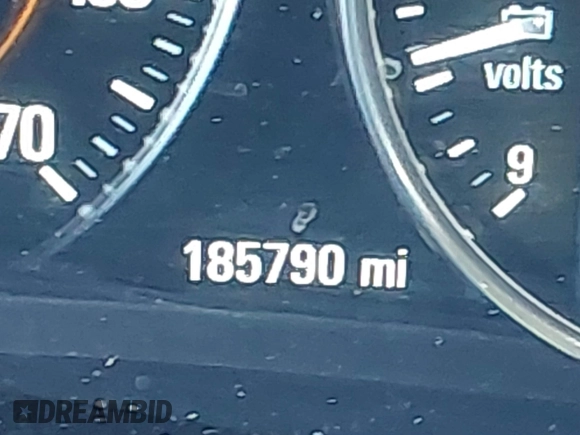 70
volts
9
185790 mi
DREAMBID